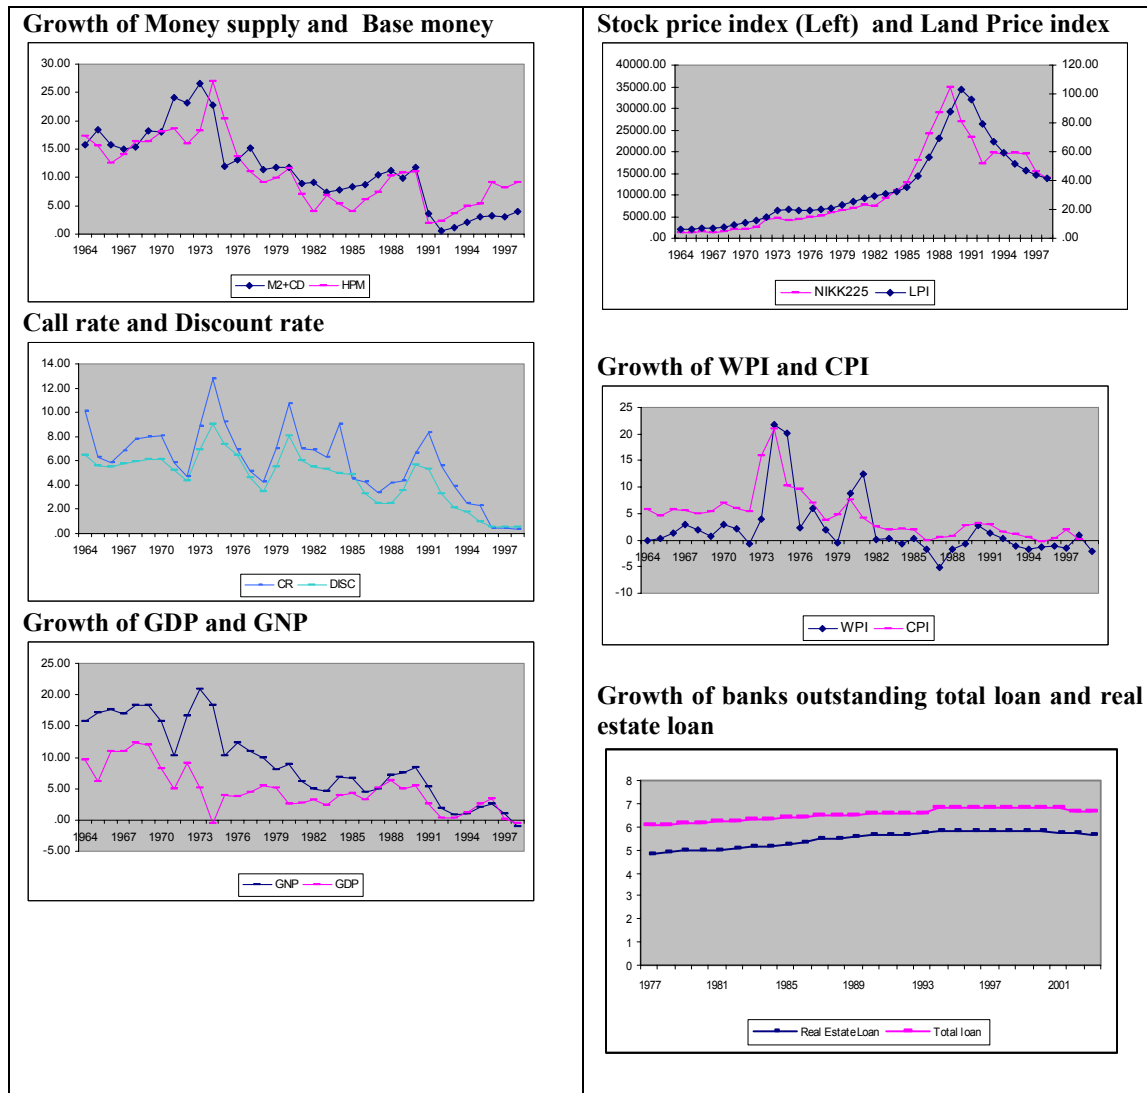 Growth of Money supply and Base money
30.00
25.00
20.00
15.00
10.00
5.00
.00
1964 1967 1970 1973 1976 1979 1982 1985 1988 1991 1994 1997
M2+CD HPM
Call rate and Discount rate
14.00
12.00
10.00
8.00
6.00
4.00
2.00
.00
1964 1967 1970 1973 1976 1979 1982 1985 1988 1991 1994 1997
CR DISC
Growth of GDP and GNP
25.00
20.00
15.00
10.00
5.00
.00
1964 1967 1970 1973 1976 1979 1982 1985 1988 1991 1994 1997
-5.00
GNP GDP
Stock price index (Left) and Land Price index
40000.00 120.00
35000.00 100.00
30000.00
25000.00 80.00
20000.00 60.00
15000.00
10000.00 40.00
5000.00 20.00
.00 .00
1964 1967 1970 1973 1976 1979 1982 1985 1988 1991 1994 1997
NIKK225 LPI
Growth of WPI and CPI
25
20
15
10
5
0
1964 1967 1970 1973 1976 1979 1982 1985 1988 1991 1994 1997
-5
-10
WPI CPI
Growth of banks outstanding total loan and real
estate loan
8
7
6
5
4
3
2
1
0
1977 1981 1985 1989 1993 1997 2001
Real Estate Loan Total loan